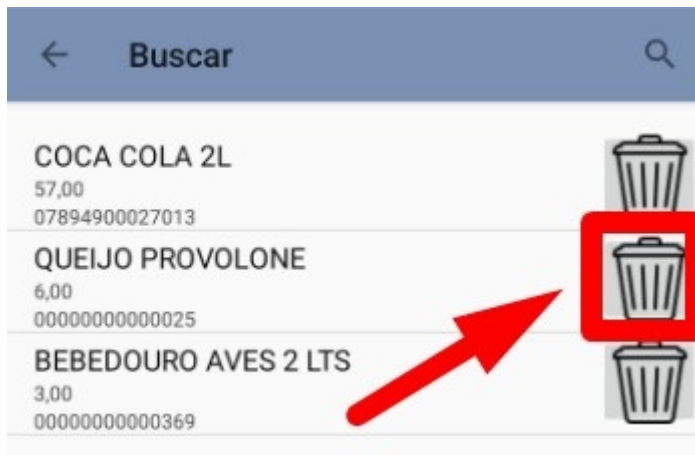 Buscar
COCA COLA 2L
57,00
07894900027013
QUEIJO PROVOLONE
6,00
00000000000025
BEBEDOURO AVES 2 LTS
3,00
00000000000369